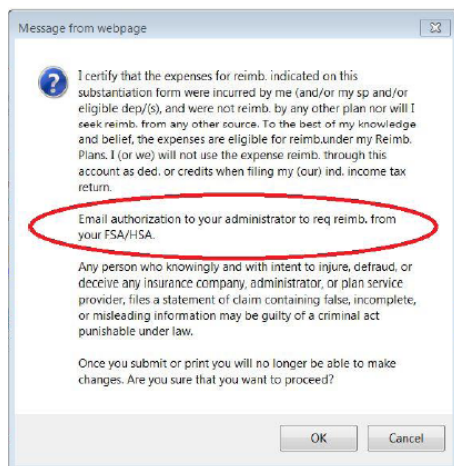 Message from webpage
I certify that the expenses for reimb. indicated on this
substantiation form were incurred by me (and/or my sp and/or
eligible dep/(s), and were not reimb. by any other plan nor will I
seek reimb. from any other source. To the best of my knowledge
and belief, the expenses are eligible for reimb.under my Reimb.
Plans. I (or we) will not use the expense reimb. through this
account as ded. or credits when filing my (our) ind. income tax
return.
Email authorization to your administrator to req reimb. from
your FSA/HSA.
Any person who knowingly and with intent to injure, defraud, or
deceive any insurance company, administrator, or plan service
provider, files a statement of claim containing false, incomplete,
or misleading information may be guilty of a criminal act
punishable under law.
Once you submit or print you will no longer be able to make
changes. Are you sure that you want to proceed?
OK Cancel